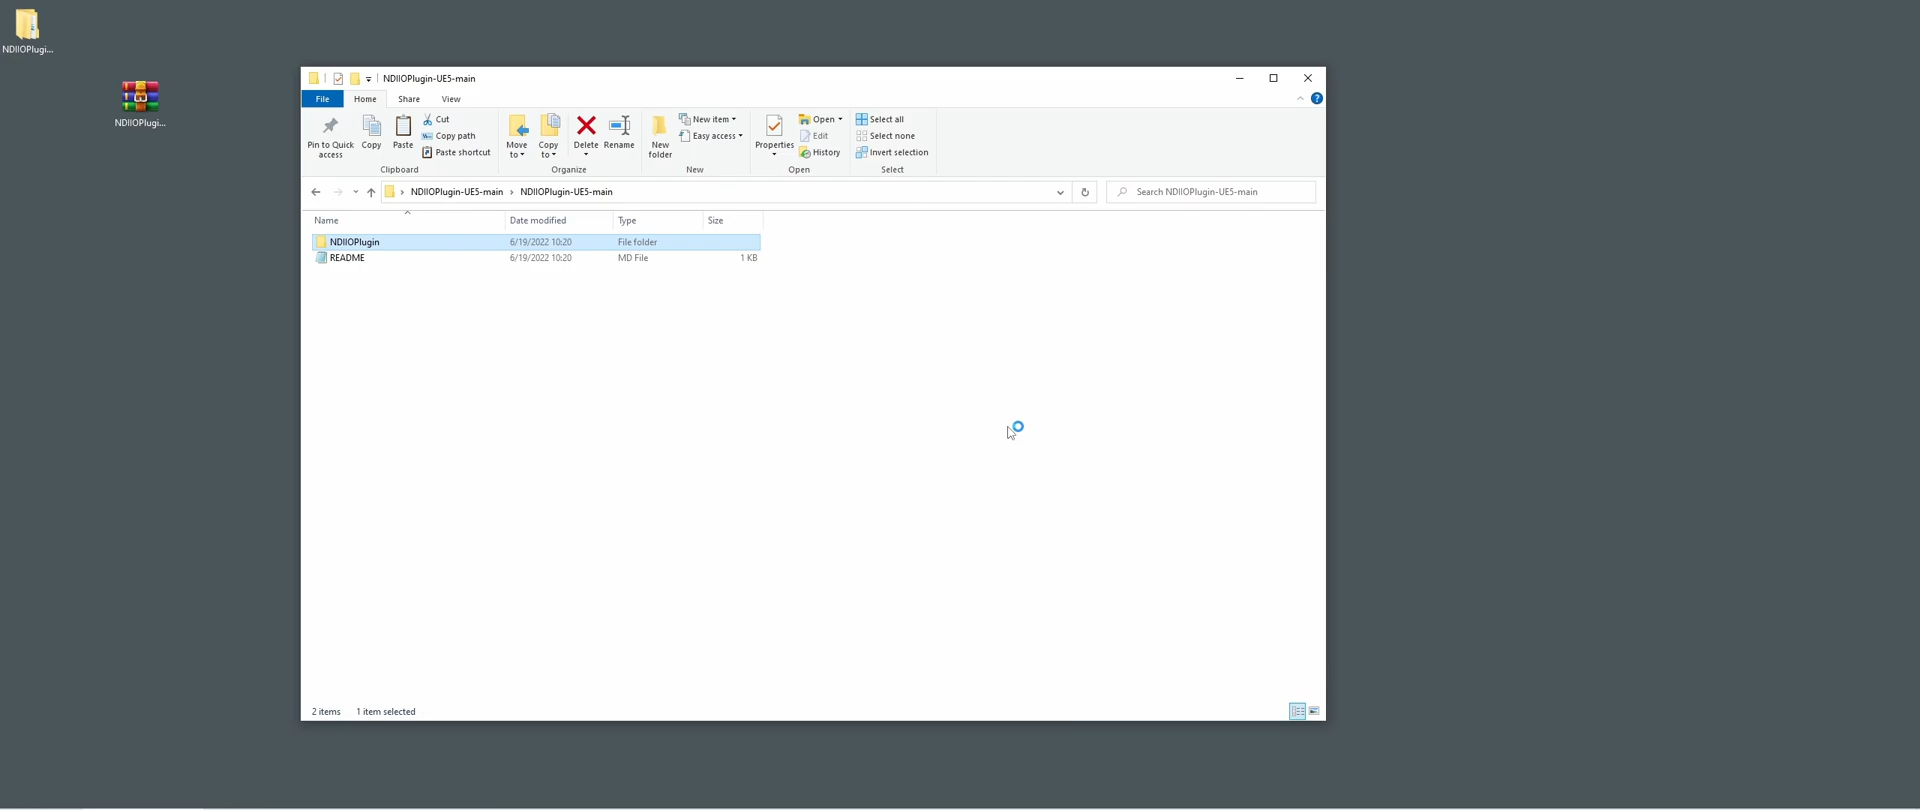 NDIIOPlugi...
NDIIOPlugi...
NDIIOPlugin-UE5-main
File Home Share View
Pin to Quick access
Copy
Paste
Cut
Copy path
Paste shortcut
Clipboard
Move to
Copy to
Delete
Rename
Organize
New folder
New item
Easy access
New
Properties
Open
Edit
History
Open
Select all
Select none
Invert selection
Select
NDIIOPlugin-UE5-main › NDIIOPlugin-UE5-main
Search NDIIOPlugin-UE5-main
Name Date modified Type Size
NDIIOPlugin 6/19/2022 10:20 File folder
README 6/19/2022 10:20 MD File 1 KB
2 items 1 item selected